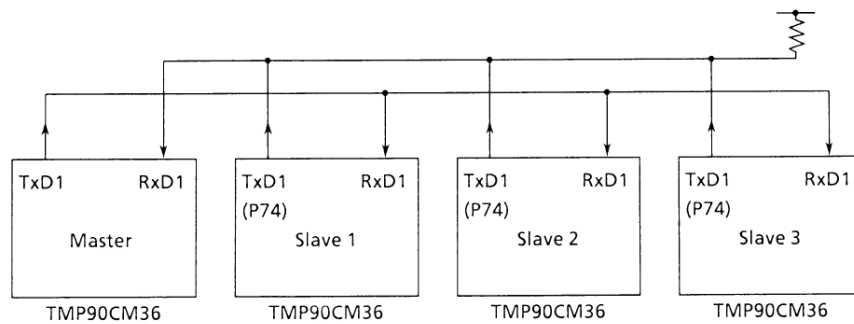 TxD1 RxD1 TxD1 RxD1 TxD1 RxD1 TxD1 RxD1
(P74) (P74) (P74)
Master Slave 1 Slave 2 Slave 3
TMP90CM36 TMP90CM36 TMP90CM36 TMP90CM36